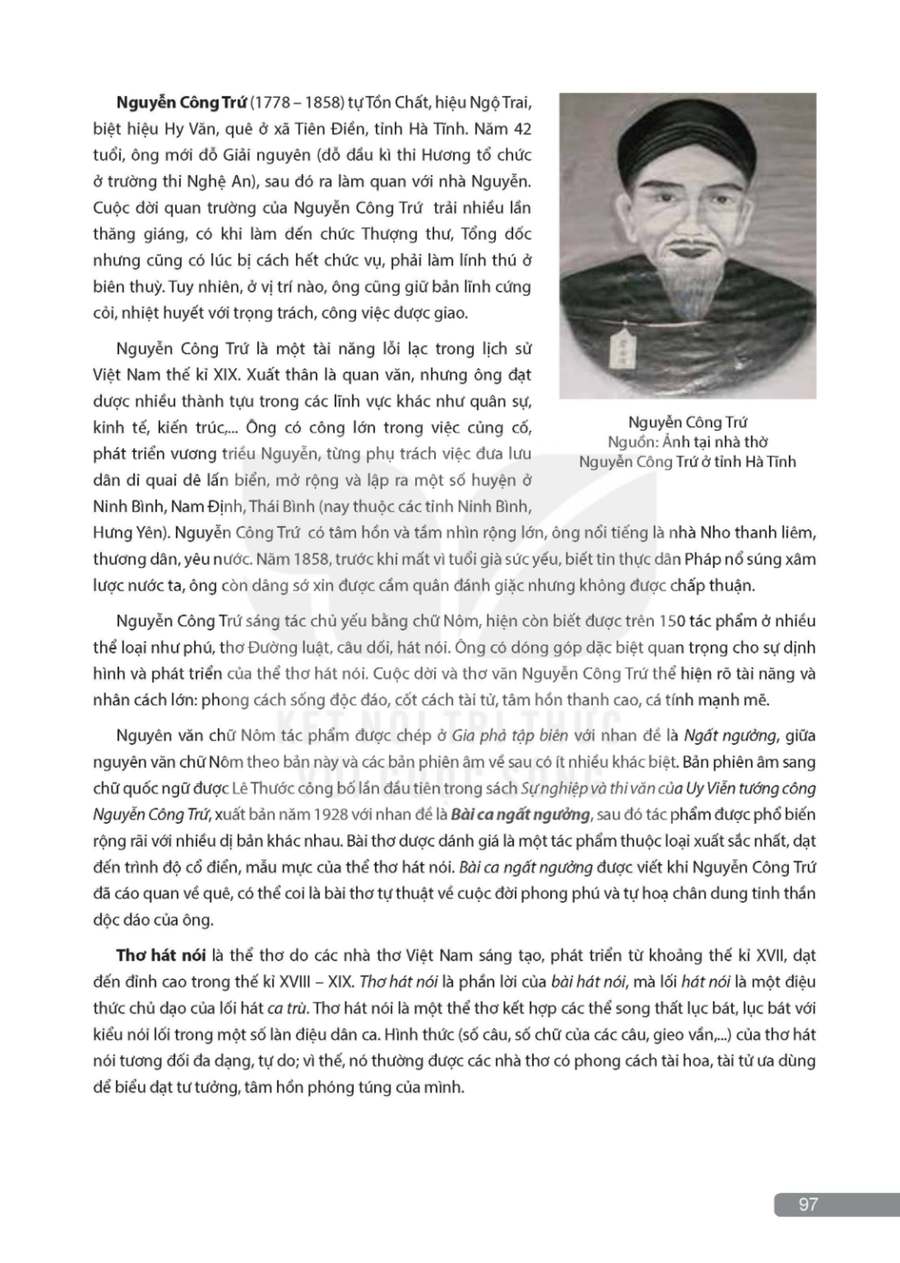 Nguyễn Công Trứ (1778 – 1858) tự Tồn Chất, hiệu Ngộ Trai,
biệt hiệu Hy Văn, quê ở xã Tiên Điền, tỉnh Hà Tĩnh. Năm 42
tuổi, ông mới đỗ Giải nguyên (đỗ đầu kì thi Hương tổ chức
ở trường thi Nghệ An), sau đó ra làm quan với nhà Nguyễn.
Cuộc đời quan trường của Nguyễn Công Trứ trải nhiều lần
thăng giáng, có khi làm đến chức Thượng thư, Tổng đốc
nhưng cũng có lúc bị cách hết chức vụ, phải làm lính thú ở
biên thuỳ. Tuy nhiên, ở vị trí nào, ông cũng giữ bản lĩnh cứng
cỏi, nhiệt huyết với trọng trách, công việc được giao.
Nguyễn Công Trứ là một tài năng lỗi lạc trong lịch sử
Việt Nam thế kỉ XIX. Xuất thân là quan văn, nhưng ông đạt
được nhiều thành tựu trong các lĩnh vực khác như quân sự,
kinh tế, kiến trúc,... Ông có công lớn trong việc củng cố,
phát triển vương triều Nguyễn, từng phụ trách việc đưa lưu
dân di quai đê lấn biển, mở rộng và lập ra một số huyện ở
Ninh Bình, Nam Định, Thái Bình (nay thuộc các tỉnh Ninh Bình,
Hưng Yên). Nguyễn Công Trứ có tâm hồn và tầm nhìn rộng lớn, ông nổi tiếng là nhà Nho thanh liêm,
thương dân, yêu nước. Năm 1858, trước khi mất vì tuổi già sức yếu, biết tin thực dân Pháp nổ súng xâm
lược nước ta, ông còn dâng sớ xin được cầm quân đánh giặc nhưng không được chấp thuận.
Nguyễn Công Trứ
Nguồn: Ảnh tại nhà thờ
Nguyễn Công Trứ ở tỉnh Hà Tĩnh
Nguyễn Công Trứ sáng tác chủ yếu bằng chữ Nôm, hiện còn biết được trên 150 tác phẩm ở nhiều
thể loại như phú, thơ Đường luật, câu đối, hát nói. Ông có đóng góp đặc biệt quan trọng cho sự định
hình và phát triển của thể thơ hát nói. Cuộc đời và thơ văn Nguyễn Công Trứ thể hiện rõ tài năng và
nhân cách lớn: phong cách sống độc đáo, cốt cách tài tử, tâm hồn thanh cao, cá tính mạnh mẽ.
KẾT NỐI TRI THỨC
VỚI CUỘC SỐNG
Nguyên văn chữ Nôm tác phẩm được chép ở Gia phả tập biên với nhan đề là Ngất ngưởng, giữa
nguyên văn chữ Nôm theo bản này và các bản phiên âm về sau có ít nhiều khác biệt. Bản phiên âm sang
chữ quốc ngữ được Lê Thước công bố lần đầu tiên trong sách Sự nghiệp và thi văn của Uy Viễn tướng công
Nguyễn Công Trứ, xuất bản năm 1928 với nhan đề là Bài ca ngất ngưởng, sau đó tác phẩm được phổ biến
rộng rãi với nhiều dị bản khác nhau. Bài thơ được đánh giá là một tác phẩm thuộc loại xuất sắc nhất, đạt
đến trình độ cổ điển, mẫu mực của thể thơ hát nói. Bài ca ngất ngưởng được viết khi Nguyễn Công Trứ
đã cáo quan về quê, có thể coi là bài thơ tự thuật về cuộc đời phong phú và tự hoạ chân dung tinh thần
độc đáo của ông.
Thơ hát nói là thể thơ do các nhà thơ Việt Nam sáng tạo, phát triển từ khoảng thế kỉ XVII, đạt
đến đỉnh cao trong thế kỉ XVIII – XIX. Thơ hát nói là phần lời của bài hát nói, mà lối hát nói là một điệu
thức chủ đạo của lối hát ca trù. Thơ hát nói là một thể thơ kết hợp các thể song thất lục bát, lục bát với
kiểu nói lối trong một số làn điệu dân ca. Hình thức (số câu, số chữ của các câu, gieo vần,...) của thơ hát
nói tương đối đa dạng, tự do; vì thế, nó thường được các nhà thơ có phong cách tài hoa, tài tử ưa dùng
để biểu đạt tư tưởng, tâm hồn phóng túng của mình.
97